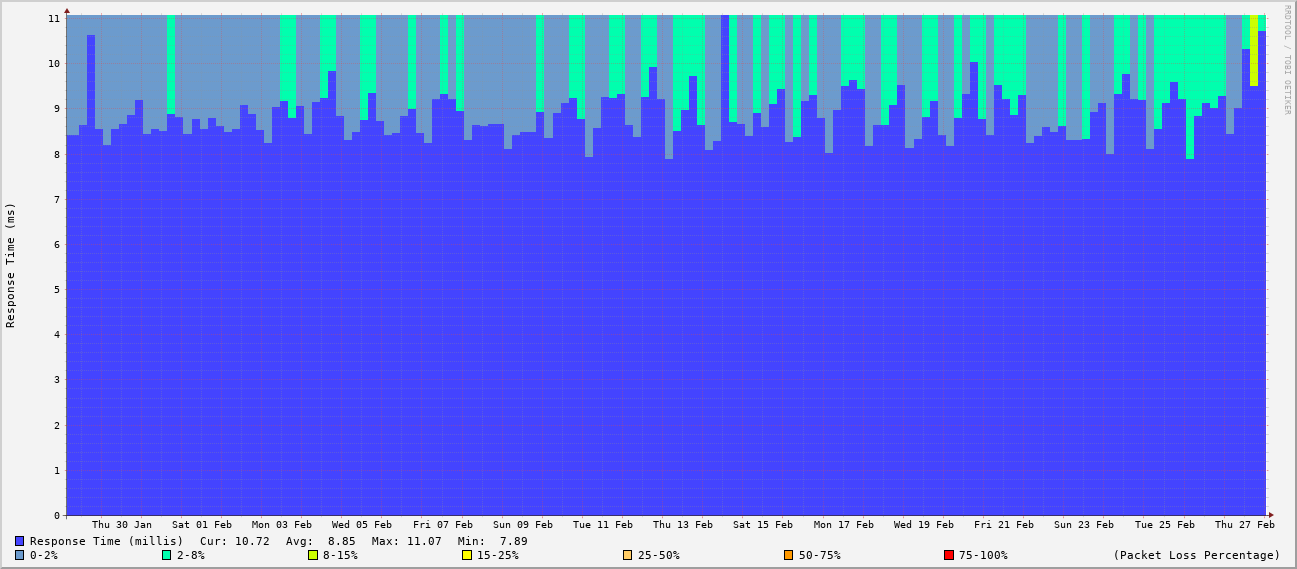 RRDTOOL / TOBI OETIKER
Response Time (ms)
11
10
9
8
7
6
5
4
3
2
1
0
Thu 30 Jan Sat 01 Feb Mon 03 Feb Wed 05 Feb Fri 07 Feb Sun 09 Feb Tue 11 Feb Thu 13 Feb Sat 15 Feb Mon 17 Feb Wed 19 Feb Fri 21 Feb Sun 23 Feb Tue 25 Feb Thu 27 Feb
Response Time (millis) Cur: 10.72 Avg: 8.85 Max: 11.07 Min: 7.89
0-2% 2-8% 8-15% 15-25% 25-50% 50-75% 75-100% (Packet Loss Percentage)